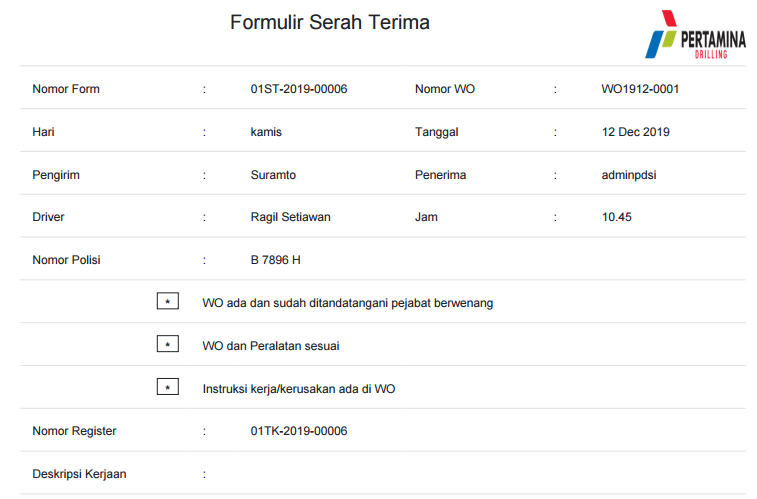 Formulir Serah Terima
PERTAMINA
DRILLING
Nomor Form : 01ST-2019-00006 Nomor WO : WO1912-0001
Hari : kamis Tanggal : 12 Dec 2019
Pengirim : Suramto Penerima : adminpdsi
Driver : Ragil Setiawan Jam : 10.45
Nomor Polisi : B 7896 H
* WO ada dan sudah ditandatangani pejabat berwenang
* WO dan Peralatan sesuai
* Instruksi kerja/kerusakan ada di WO
Nomor Register : 01TK-2019-00006
Deskripsi Kerjaan :